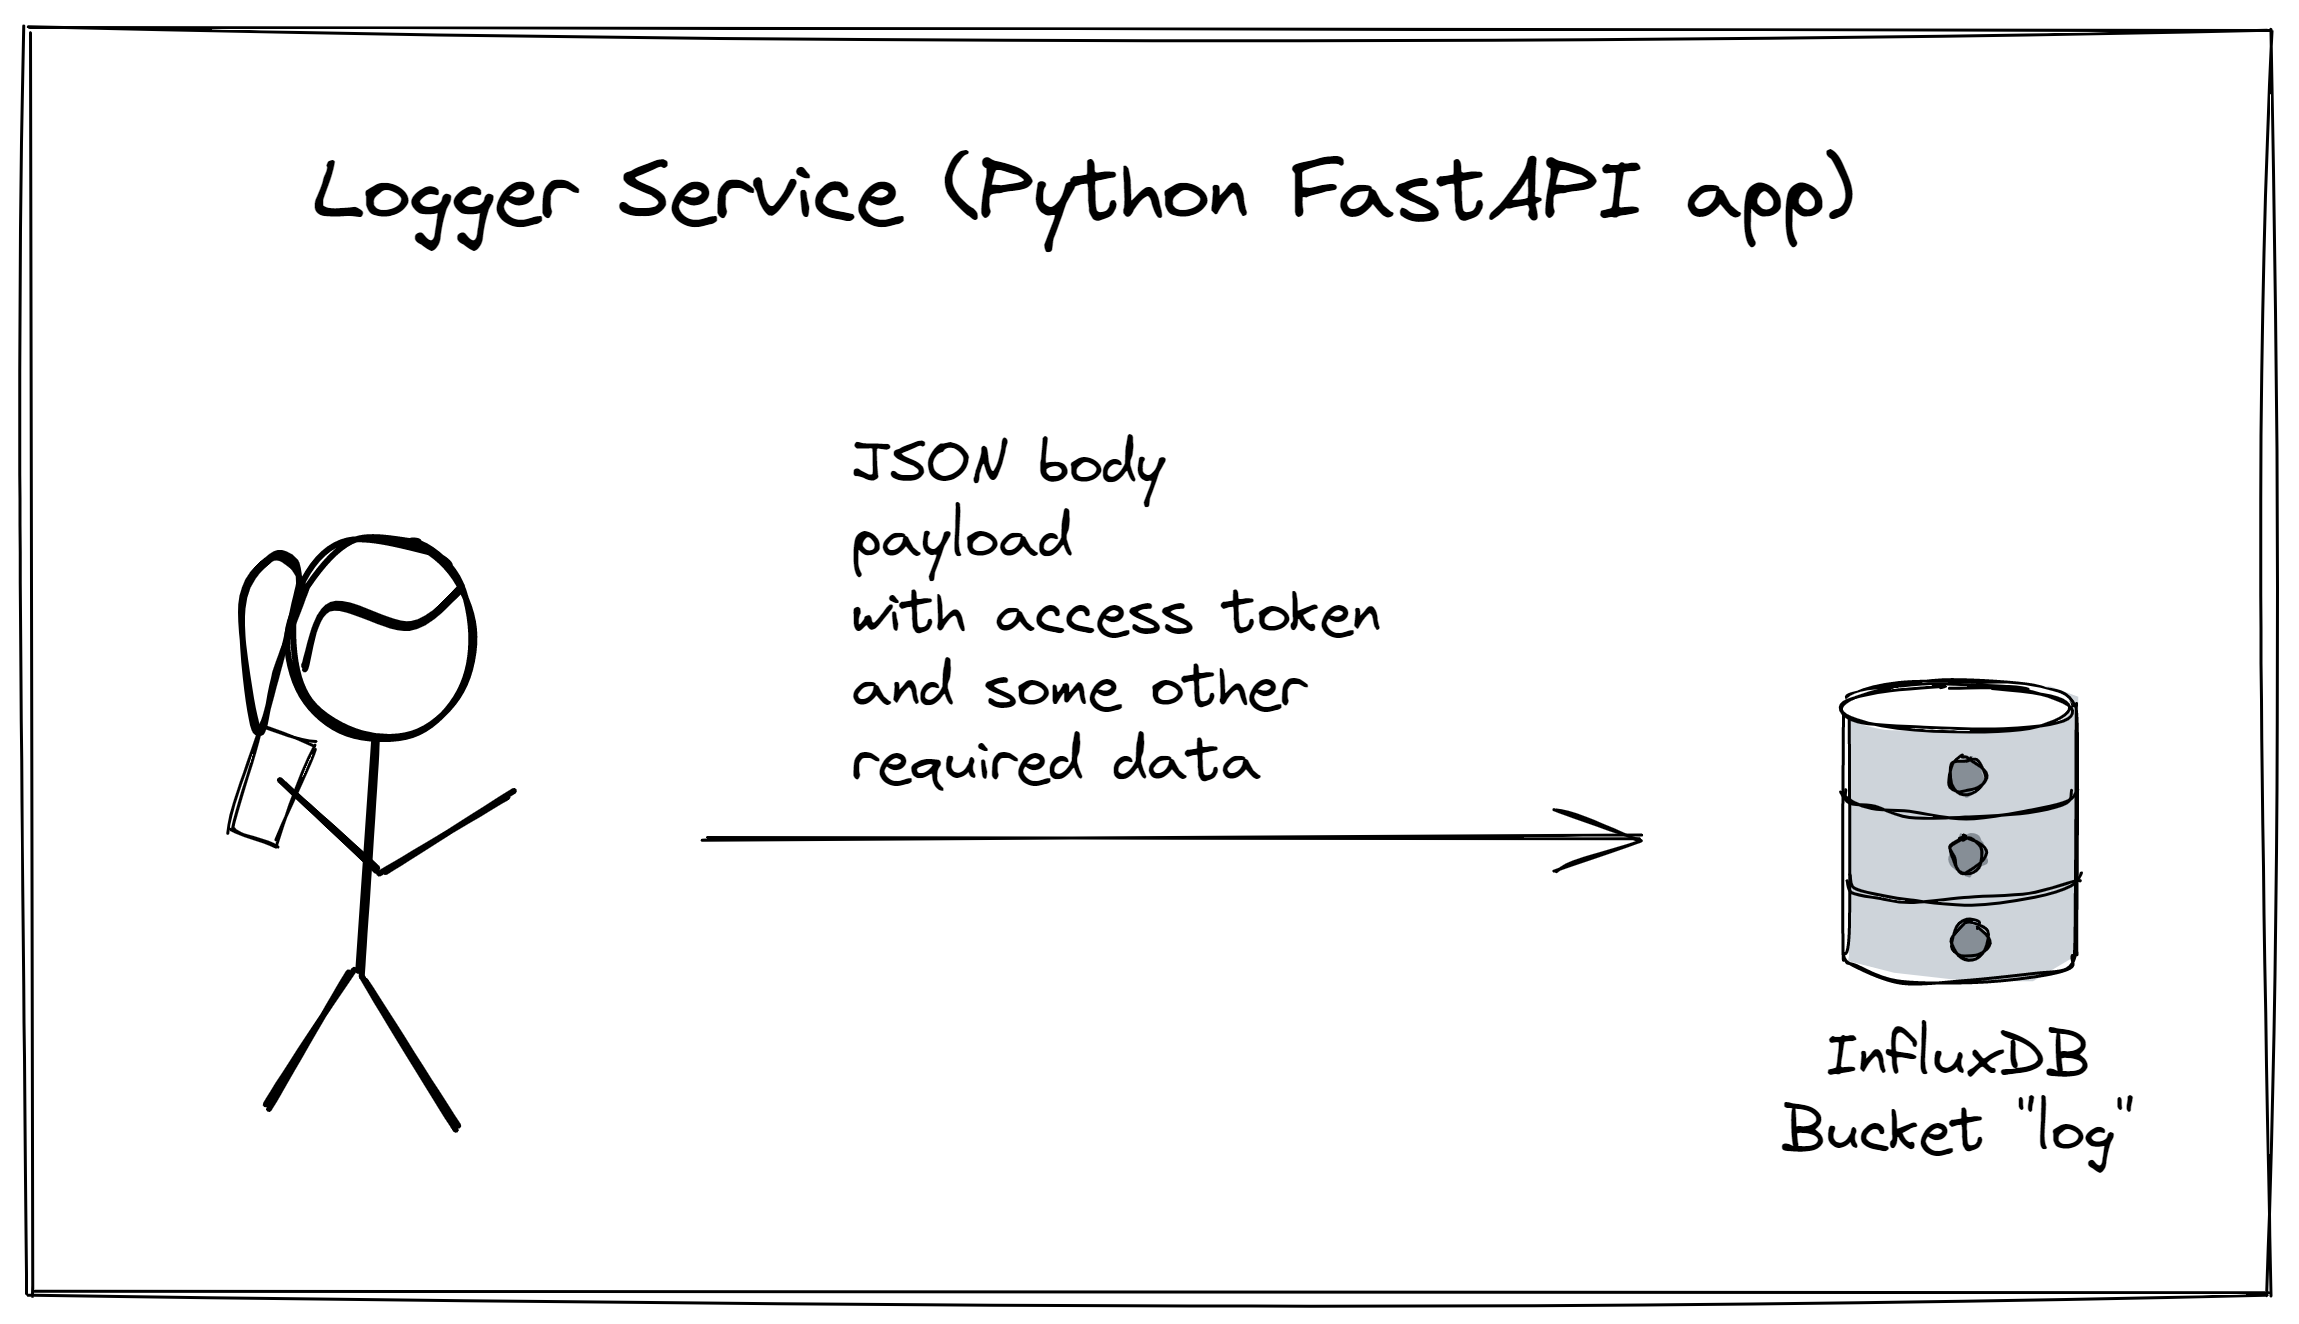 Logger Service (Python FastAPI app)
JSON body
payload
with access token
and some other
required data
InfluxDB
Bucket "log"